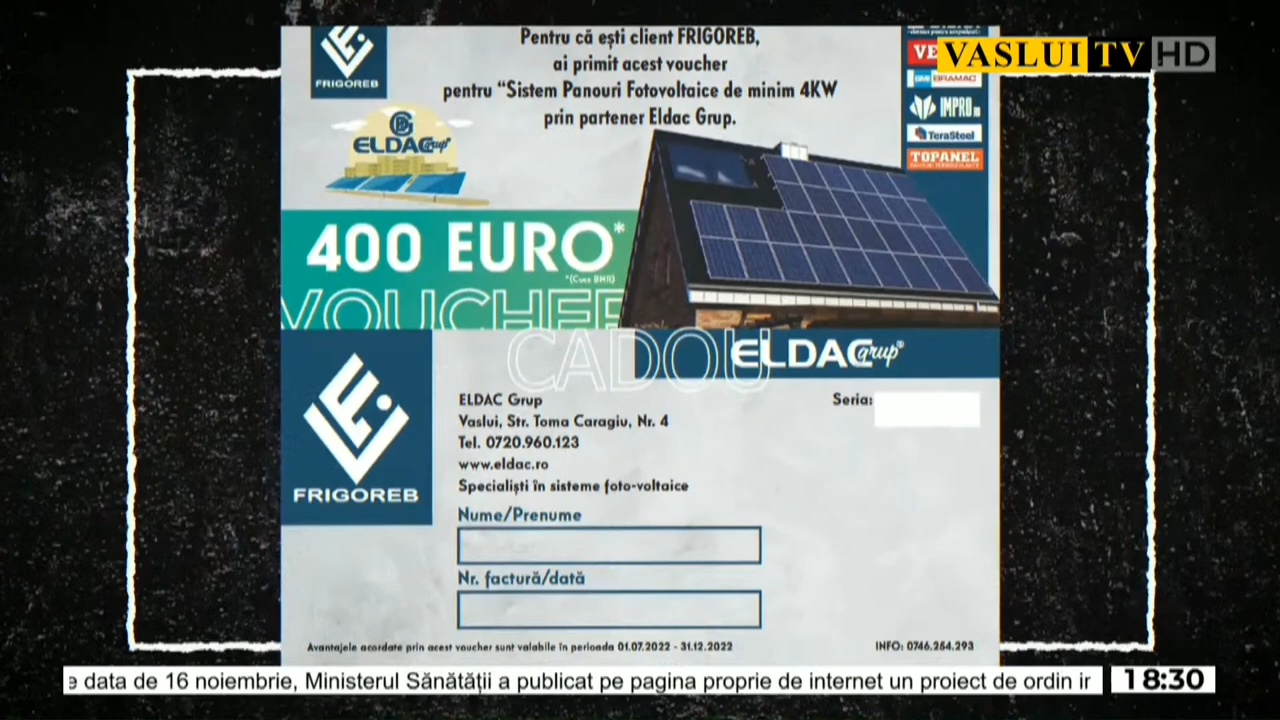 VASLUI TV HD
FRIGOREB
Pentru că ești client FRIGOREB,
ai primit acest voucher
pentru “Sistem Panouri Fotovoltaice de minim 4KW
prin partener Eldac Grup.
VE
BMI BRAMAC
IMPRO
TeraSteel
TOPANEL
ELDAC grup®
400 EURO*
*(Curs BNR)
VOUCHER
CADOU
ELDAC grup®
FRIGOREB
ELDAC Grup
Vaslui, Str. Toma Caragiu, Nr. 4
Tel. 0720.960.123
www.eldac.ro
Specialiști în sisteme foto-voltaice
Seria:
Nume/Prenume
Nr. factură/dată
Avantajele acordate prin acest voucher sunt valabile în perioada 01.07.2022 - 31.12.2022
INFO: 0746.254.293
e data de 16 noiembrie, Ministerul Sănătății a publicat pe pagina proprie de internet un proiect de ordin ir
18:30